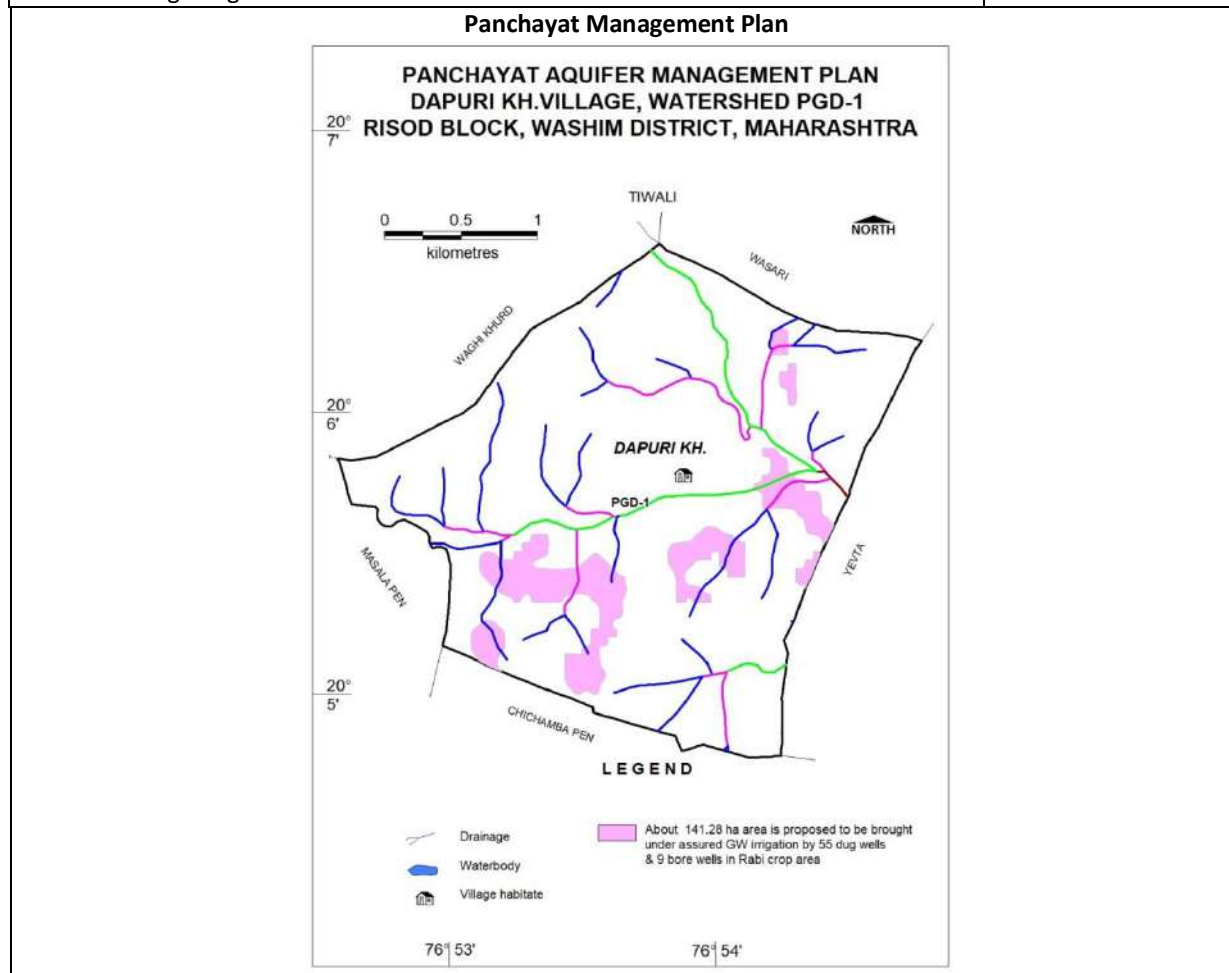 Panchayat Management Plan
PANCHAYAT AQUIFER MANAGEMENT PLAN
DAPURI KH.VILLAGE, WATERSHED PGD-1
RISOD BLOCK, WASHIM DISTRICT, MAHARASHTRA
20°
7'
TIWALI
0 0.5 1
kilometres
NORTH
WASARI
WAGHI KHURD
20°
6'
DAPURI KH.
PGD-1
MASALA PEN
YEVTA
20°
5'
CHICHAMBA PEN
LEGEND
Drainage
Waterbody
Village habitate
About 141.28 ha area is proposed to be brought
under assured GW irrigation by 55 dug wells
& 9 bore wells in Rabi crop area
76° 53'
76° 54'